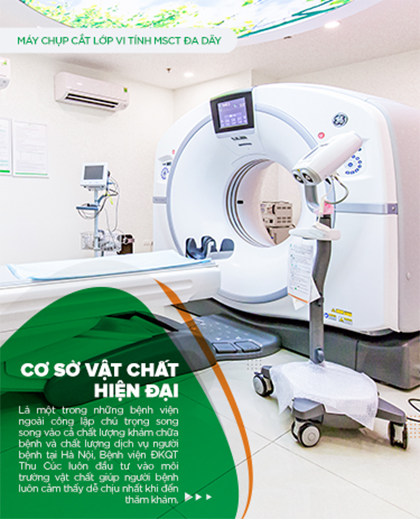 MÁY CHỤP CẮT LỚP VI TÍNH MSCT ĐA DÃY
CƠ SỞ VẬT CHẤT
HIỆN ĐẠI
Là một trong những bệnh viện
ngoài công lập chú trọng song
song vào cả chất lượng khám chữa
bệnh và chất lượng dịch vụ người
bệnh tại Hà Nội, Bệnh viện ĐKQT
Thu Cúc luôn đầu tư vào môi
trường vật chất giúp người bệnh
luôn cảm thấy dễ chịu nhất khi đến
thăm khám.